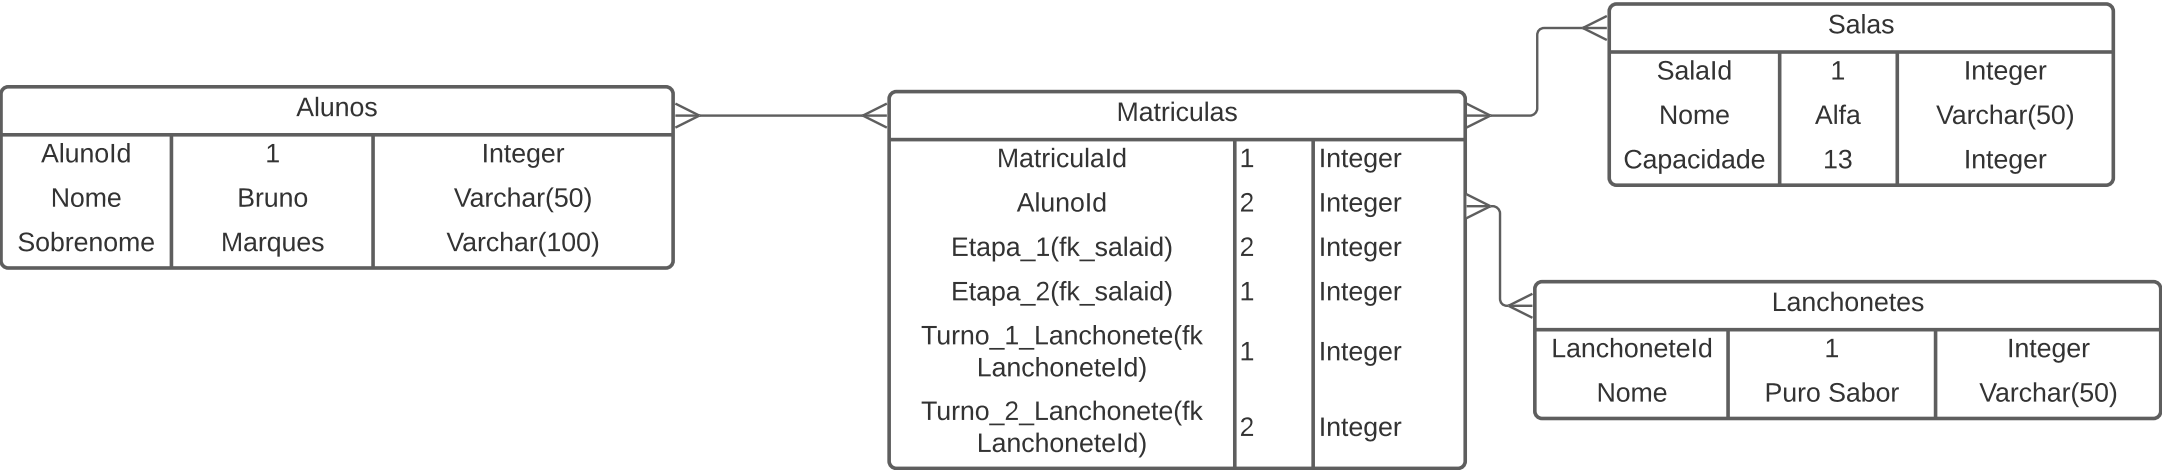 Alunos
AlunoId 1 Integer
Nome Bruno Varchar(50)
Sobrenome Marques Varchar(100)
Matriculas
MatriculaId 1 Integer
AlunoId 2 Integer
Etapa_1(fk_salaid) 2 Integer
Etapa_2(fk_salaid) 1 Integer
Turno_1_Lanchonete(fk
LanchoneteId) 1 Integer
Turno_2_Lanchonete(fk
LanchoneteId) 2 Integer
Salas
SalaId 1 Integer
Nome Alfa Varchar(50)
Capacidade 13 Integer
Lanchonetes
LanchoneteId 1 Integer
Nome Puro Sabor Varchar(50)